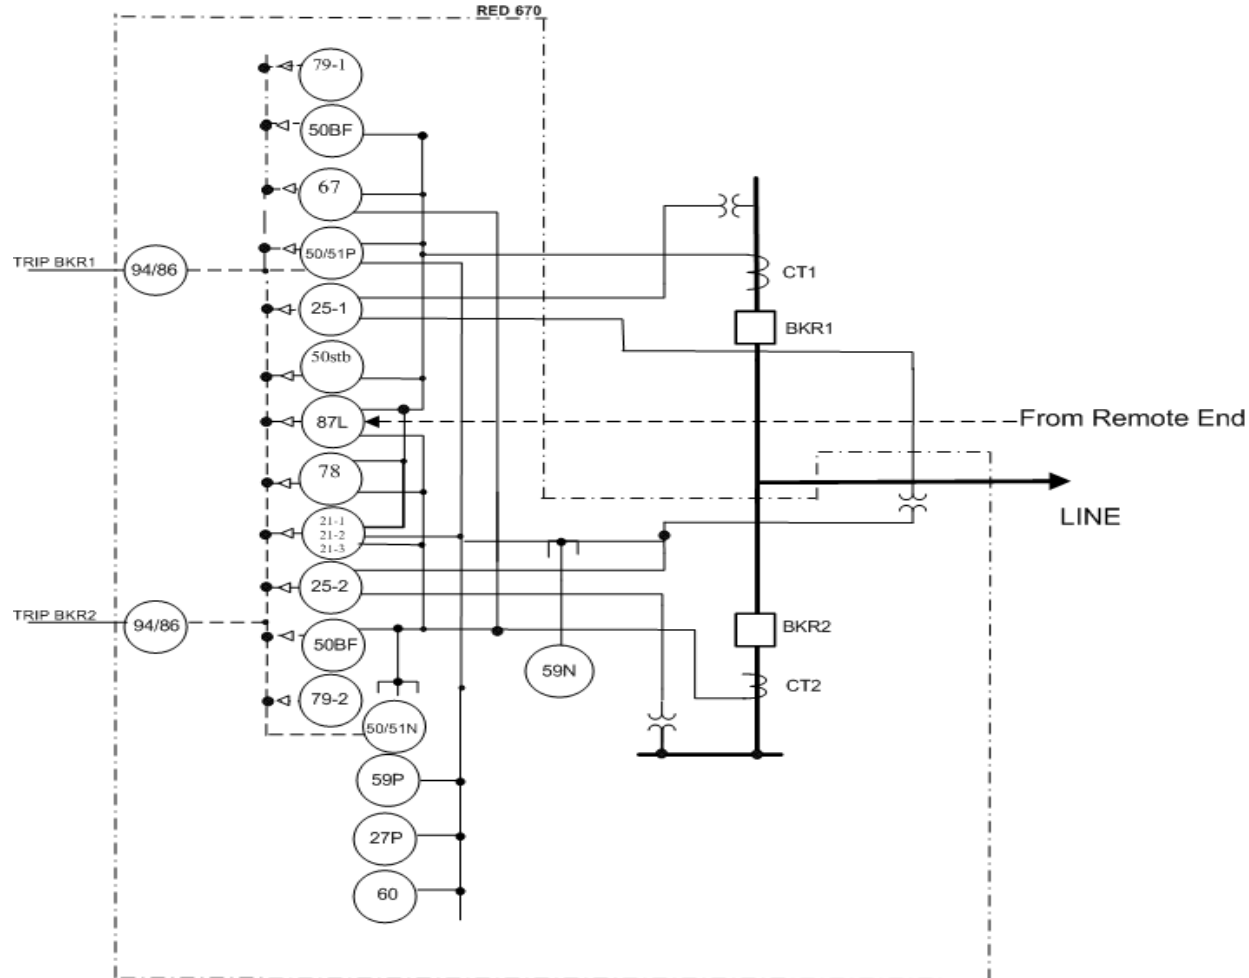 RED 670
79-1
50BF
67
50/51P
TRIP BKR1
94/86
CT1
25-1
BKR1
50stb
87L
From Remote End
78
LINE
21-1
21-2
21-3
25-2
TRIP BKR2
94/86
50BF
59N
BKR2
79-2
CT2
50/51N
59P
27P
60